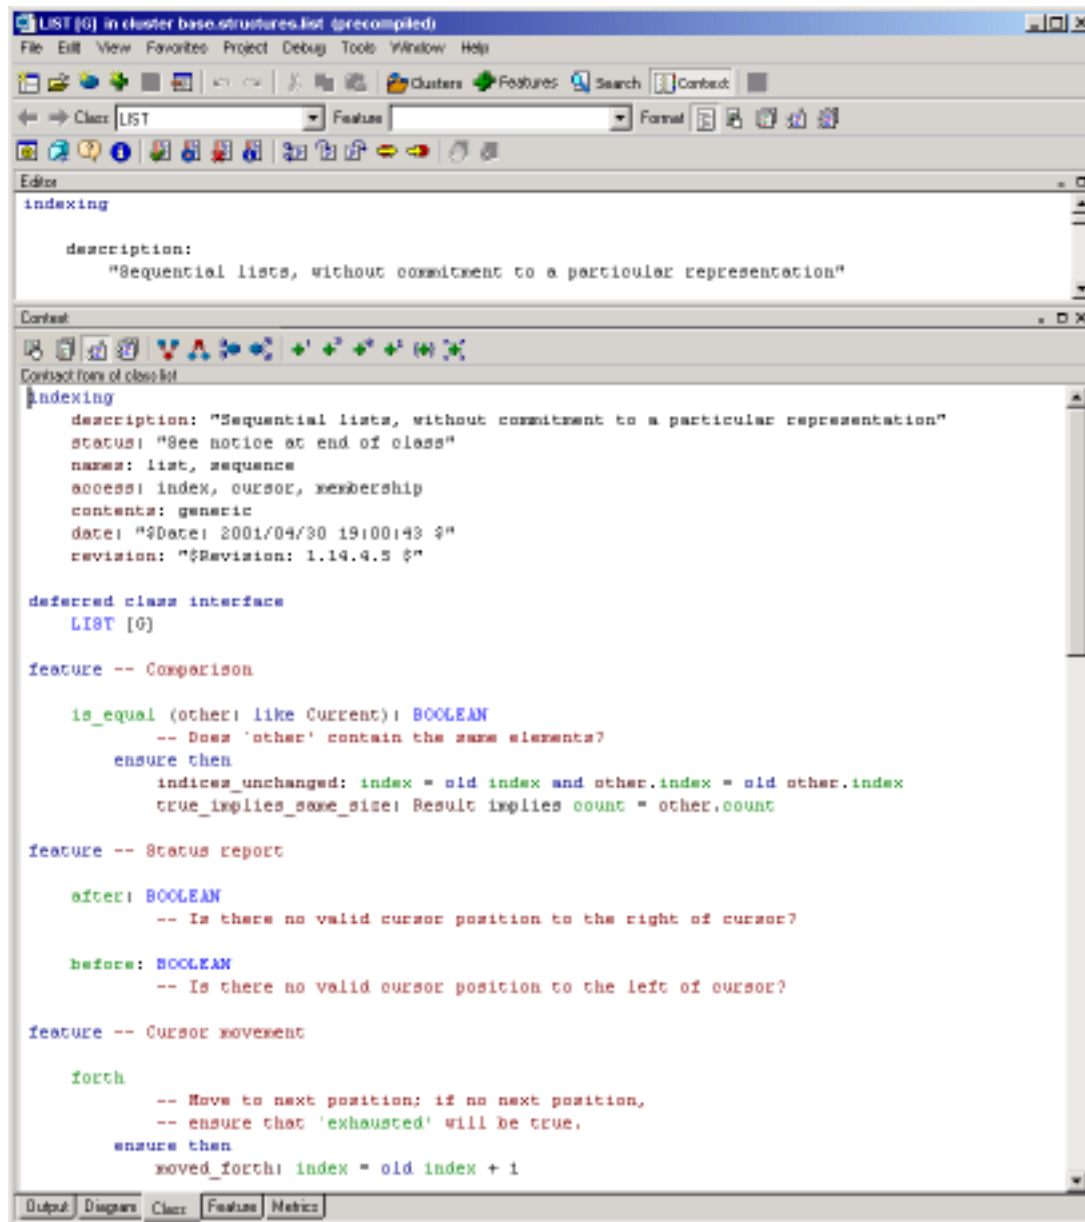 LIST [G] in cluster base.structures.list (precompiled)
File Edit View Favorites Project Debug Tools Window Help
Clusters Features Search Context
Class LIST Feature Format
Editor
indexing
description:
"Sequential lists, without commitment to a particular representation"
Context
Contract form of class list
indexing
description: "Sequential lists, without commitment to a particular representation"
status: "See notice at end of class"
names: list, sequence
access: index, cursor, membership
contents: generic
date: "$Date: 2001/04/30 19:00:43 $"
revision: "$Revision: 1.14.4.5 $"
deferred class interface
LIST [G]
feature -- Comparison
is_equal (other: like Current): BOOLEAN
-- Does 'other' contain the same elements?
ensure then
indices_unchanged: index = old index and other.index = old other.index
true_implies_same_size: Result implies count = other.count
feature -- Status report
after: BOOLEAN
-- Is there no valid cursor position to the right of cursor?
before: BOOLEAN
-- Is there no valid cursor position to the left of cursor?
feature -- Cursor movement
forth
-- Move to next position; if no next position,
-- ensure that 'exhausted' will be true.
ensure then
moved_forth: index = old index + 1
Output Diagram Class Feature Metrics